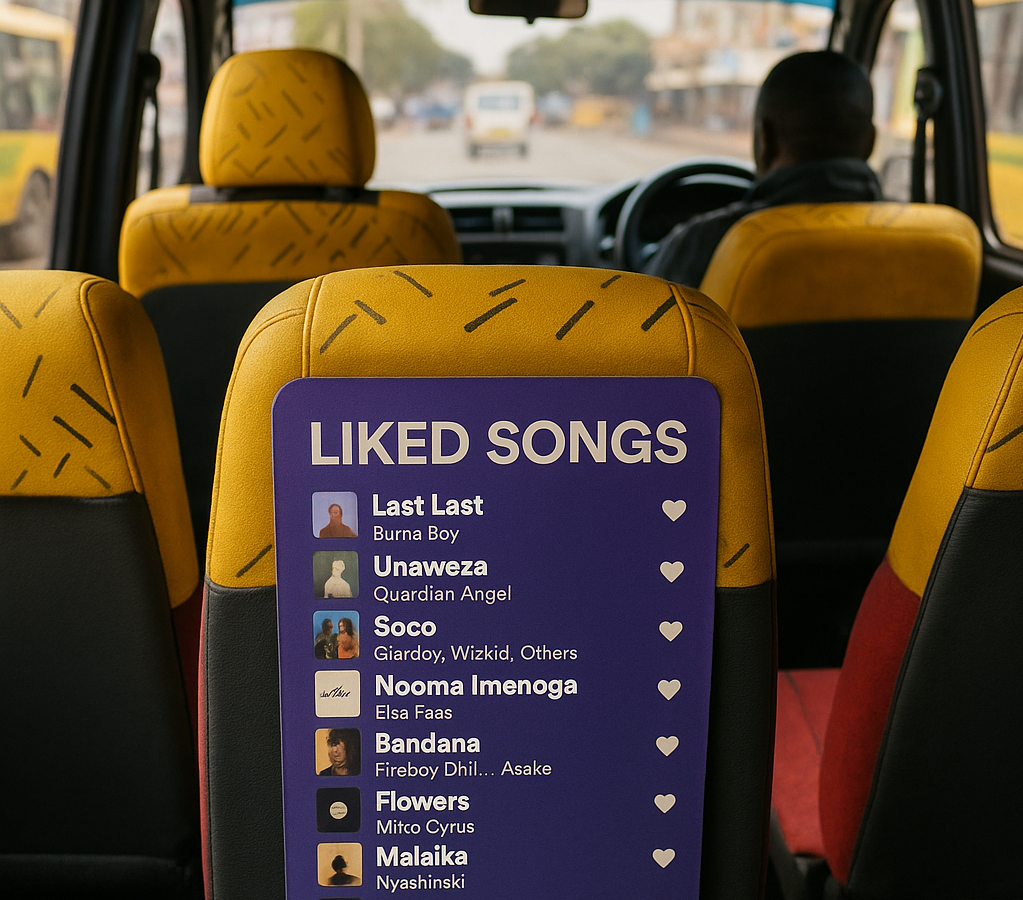 LIKED SONGS
Last Last
Burna Boy
Unaweza
Quardian Angel
Soco
Giardoy, Wizkid, Others
Nooma Imenoga
Elsa Faas
Bandana
Fireboy Dhil... Asake
Flowers
Mitco Cyrus
Malaika
Nyashinski